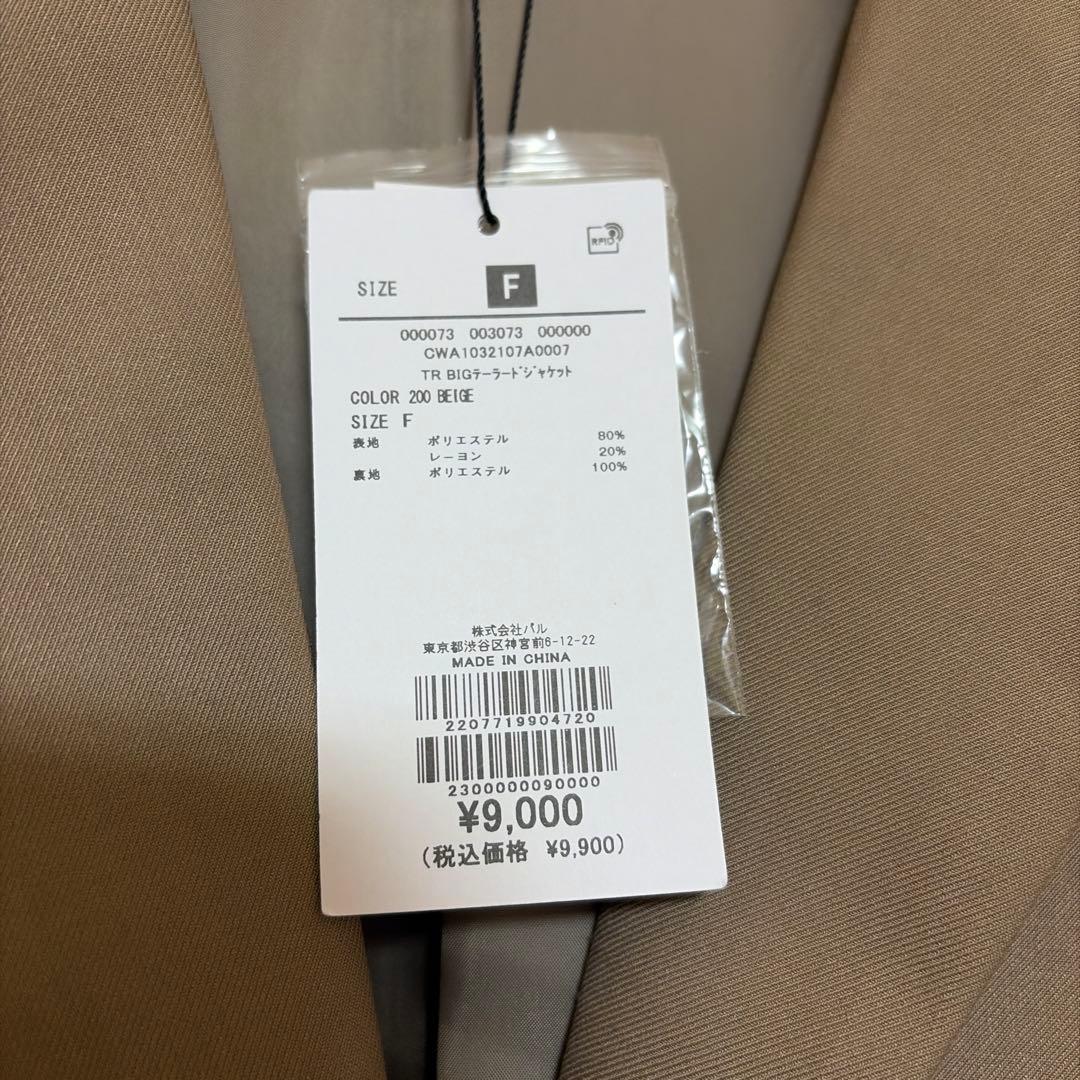 RFID
SIZE F
000073 003073 000000
CWA1032107A0007
TR BIGﾃｰﾗｰﾄﾞｼﾞｬｹｯﾄ
COLOR 200 BEIGE
SIZE F
表地 ポリエステル 80%
レーヨン 20%
裏地 ポリエステル 100%
株式会社パル
東京都渋谷区神宮前6-12-22
MADE IN CHINA
2207719904720
2300000090000
¥9,000
(税込価格 ¥9,900)